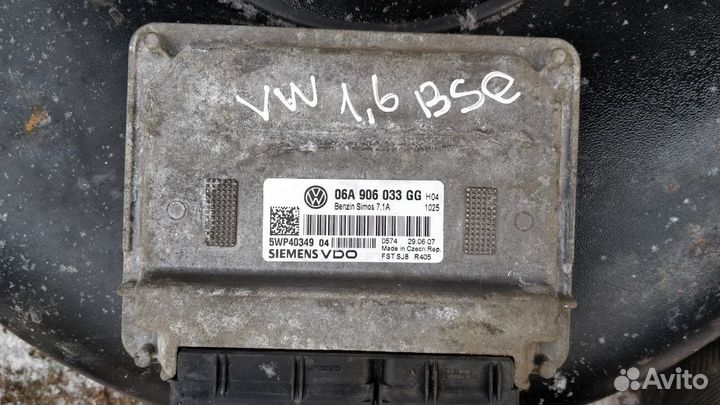 VW 1,6 BSE
06A 906 033 GG H04
Benzin Simos 7.1A 1025
5WP40349 04
0574 29.06.07
Made in Czech Rep.
SIEMENS VDO
FST SJ8 R405
Avito